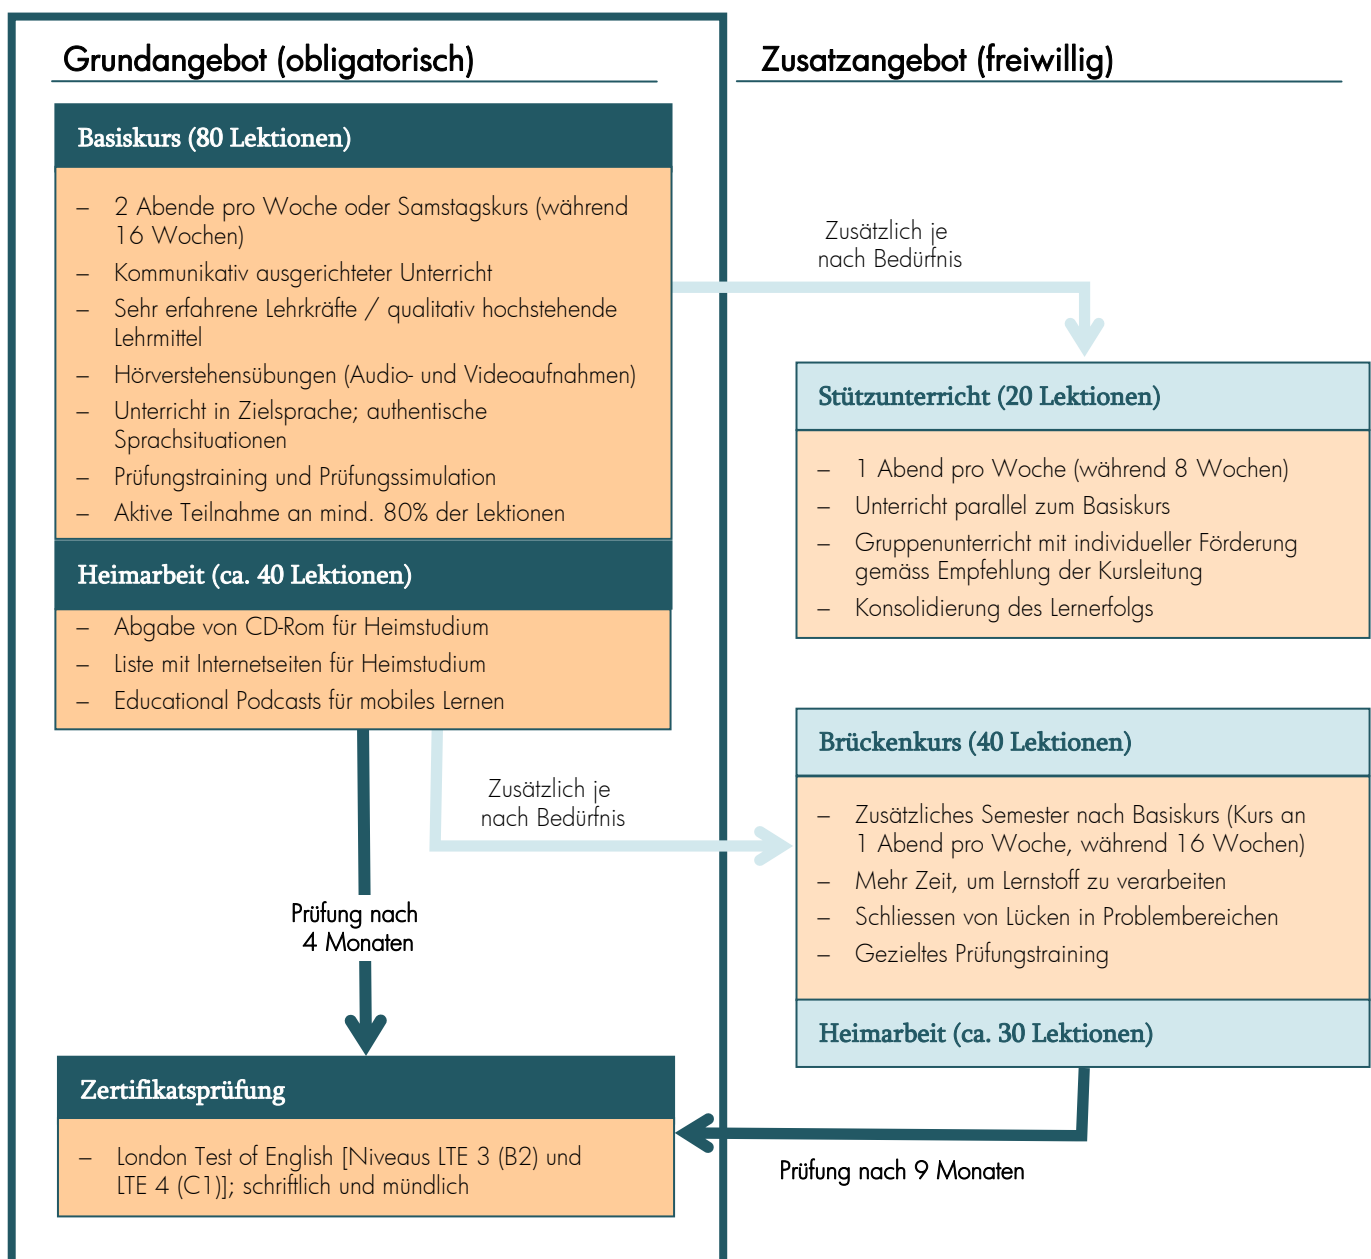 Grundangebot (obligatorisch)
Basiskurs (80 Lektionen)
– 2 Abende pro Woche oder Samstagskurs (während
16 Wochen)
– Kommunikativ ausgerichteter Unterricht
– Sehr erfahrene Lehrkräfte / qualitativ hochstehende
Lehrmittel
– Hörverstehensübungen (Audio- und Videoaufnahmen)
– Unterricht in Zielsprache; authentische
Sprachsituationen
– Prüfungstraining und Prüfungssimulation
– Aktive Teilnahme an mind. 80% der Lektionen
Heimarbeit (ca. 40 Lektionen)
– Abgabe von CD-Rom für Heimstudium
– Liste mit Internetseiten für Heimstudium
– Educational Podcasts für mobiles Lernen
Prüfung nach
4 Monaten
Zertifikatsprüfung
– London Test of English [Niveaus LTE 3 (B2) und
LTE 4 (C1)]; schriftlich und mündlich
Zusatzangebot (freiwillig)
Zusätzlich je
nach Bedürfnis
Stützunterricht (20 Lektionen)
– 1 Abend pro Woche (während 8 Wochen)
– Unterricht parallel zum Basiskurs
– Gruppenunterricht mit individueller Förderung
gemäss Empfehlung der Kursleitung
– Konsolidierung des Lernerfolgs
Zusätzlich je
nach Bedürfnis
Brückenkurs (40 Lektionen)
– Zusätzliches Semester nach Basiskurs (Kurs an
1 Abend pro Woche, während 16 Wochen)
– Mehr Zeit, um Lernstoff zu verarbeiten
– Schliessen von Lücken in Problembereichen
– Gezieltes Prüfungstraining
Heimarbeit (ca. 30 Lektionen)
Prüfung nach 9 Monaten